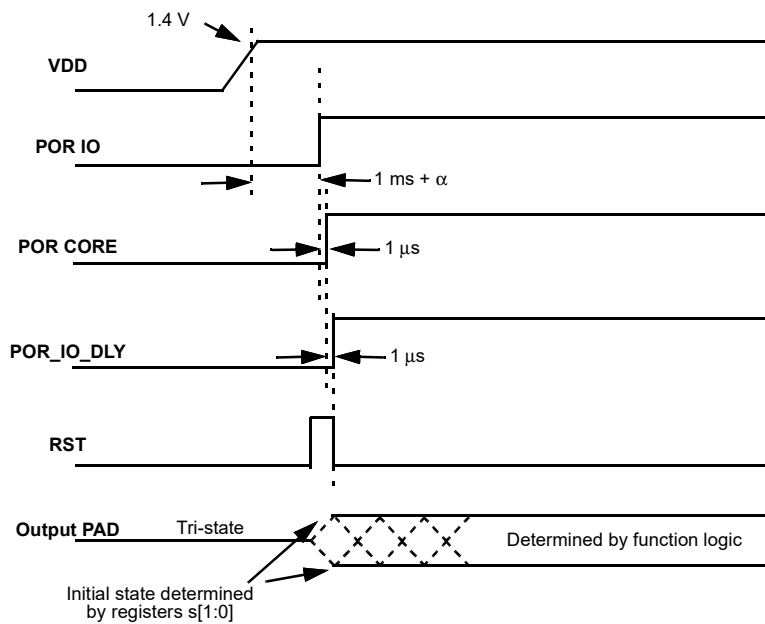 1.4 V
VDD
POR IO
1 ms + α
POR CORE
1 μs
POR_IO_DLY
1 μs
RST
Output PAD
Tri-state
Determined by function logic
Initial state determined
by registers s[1:0]